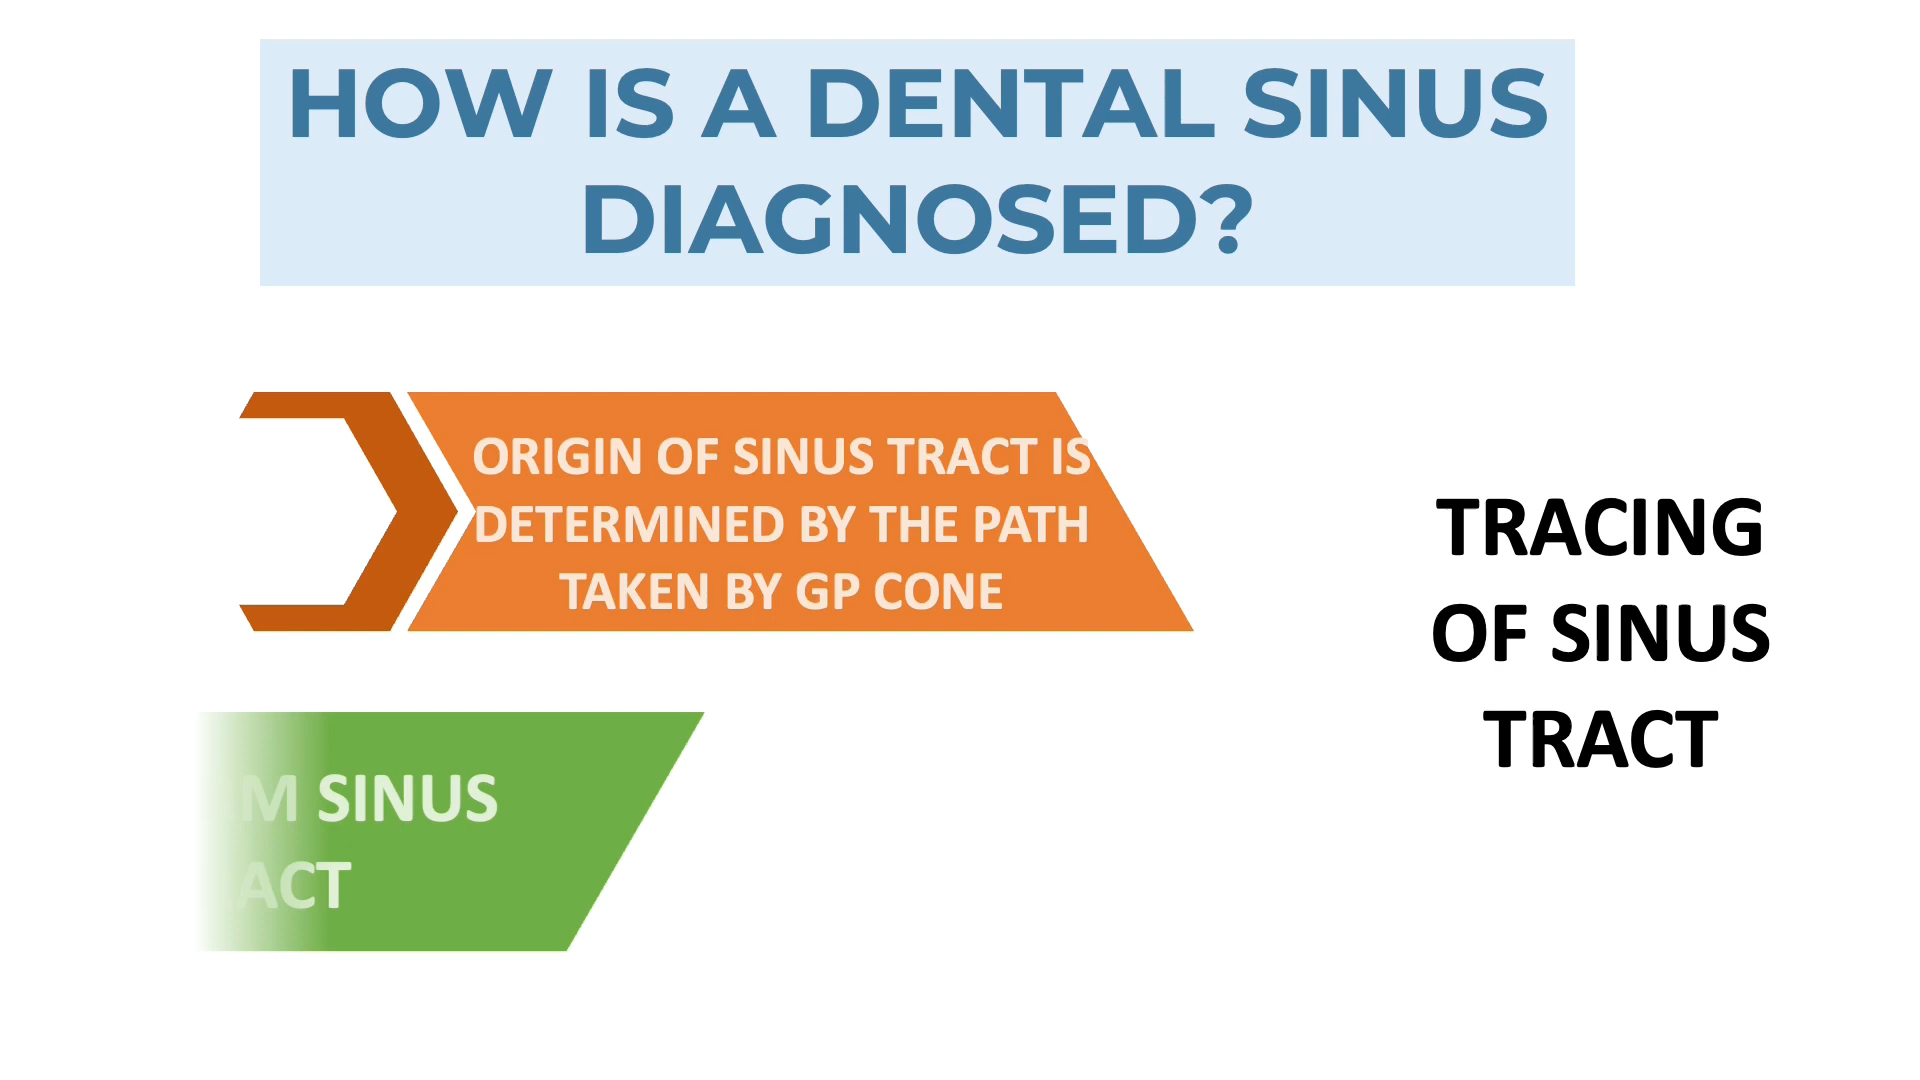 HOW IS A DENTAL SINUS
DIAGNOSED?
ORIGIN OF SINUS TRACT IS
DETERMINED BY THE PATH
TAKEN BY GP CONE
TRACING
OF SINUS
TRACT
SINUS